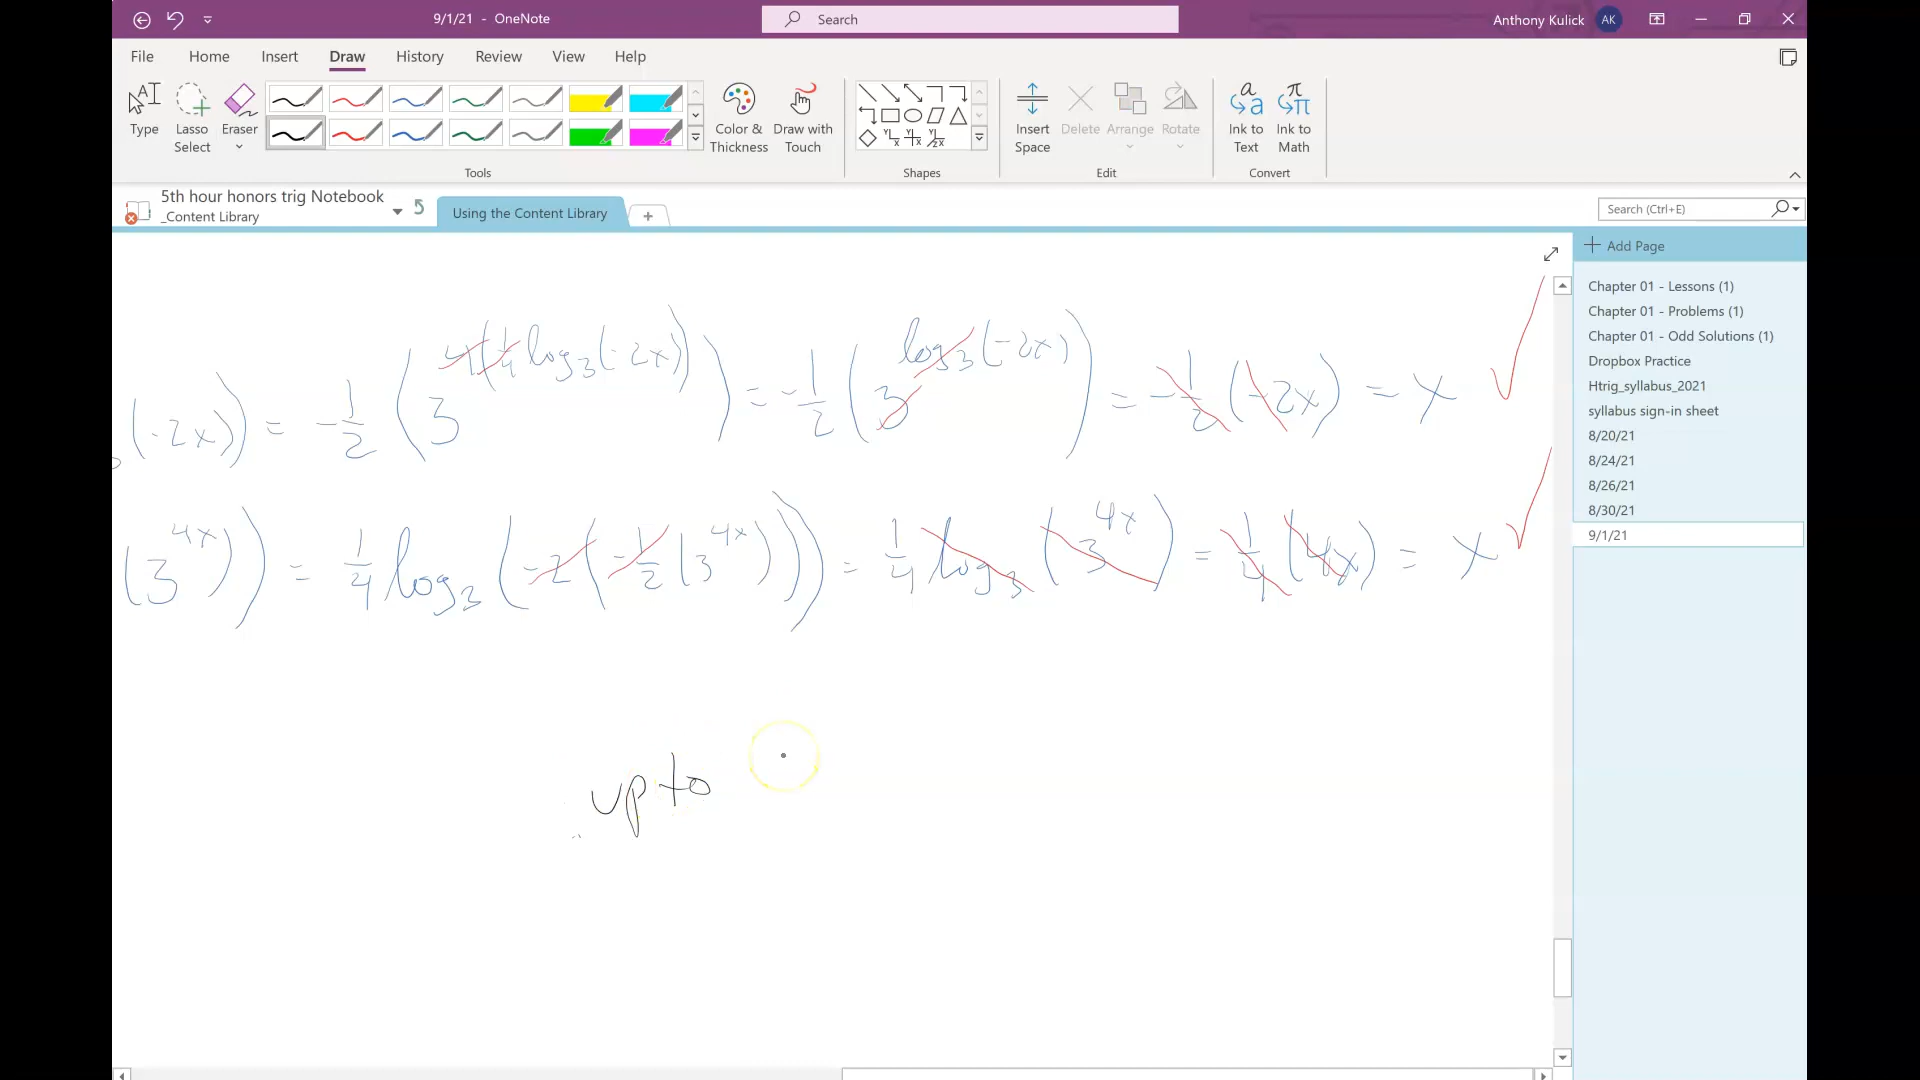 9/1/21 - OneNote
Search
Anthony Kulick AK
File Home Insert Draw History Review View Help
Type
Lasso Select
Eraser
Color & Thickness
Draw with Touch
Insert Space
Delete
Arrange
Rotate
Ink to Text
Ink to Math
Tools
Shapes
Edit
Convert
5th hour honors trig Notebook
_Content Library
Using the Content Library
Search (Ctrl+E)
Add Page
Chapter 01 - Lessons (1)
Chapter 01 - Problems (1)
Chapter 01 - Odd Solutions (1)
Dropbox Practice
Htrig_syllabus_2021
syllabus sign-in sheet
8/20/21
8/24/21
8/26/21
8/30/21
9/1/21
(-2x)) = -1/2 (3^(4(1/4 log₃(-2x)))) = -1/2 (3^(log₃(-2x))) = -1/2 (-2x) = x ✓
(3^(4x))) = 1/4 log₃(-2(-1/2(3^(4x)))) = 1/4 log₃(3^(4x)) = 1/4 (4x) = x ✓
up to